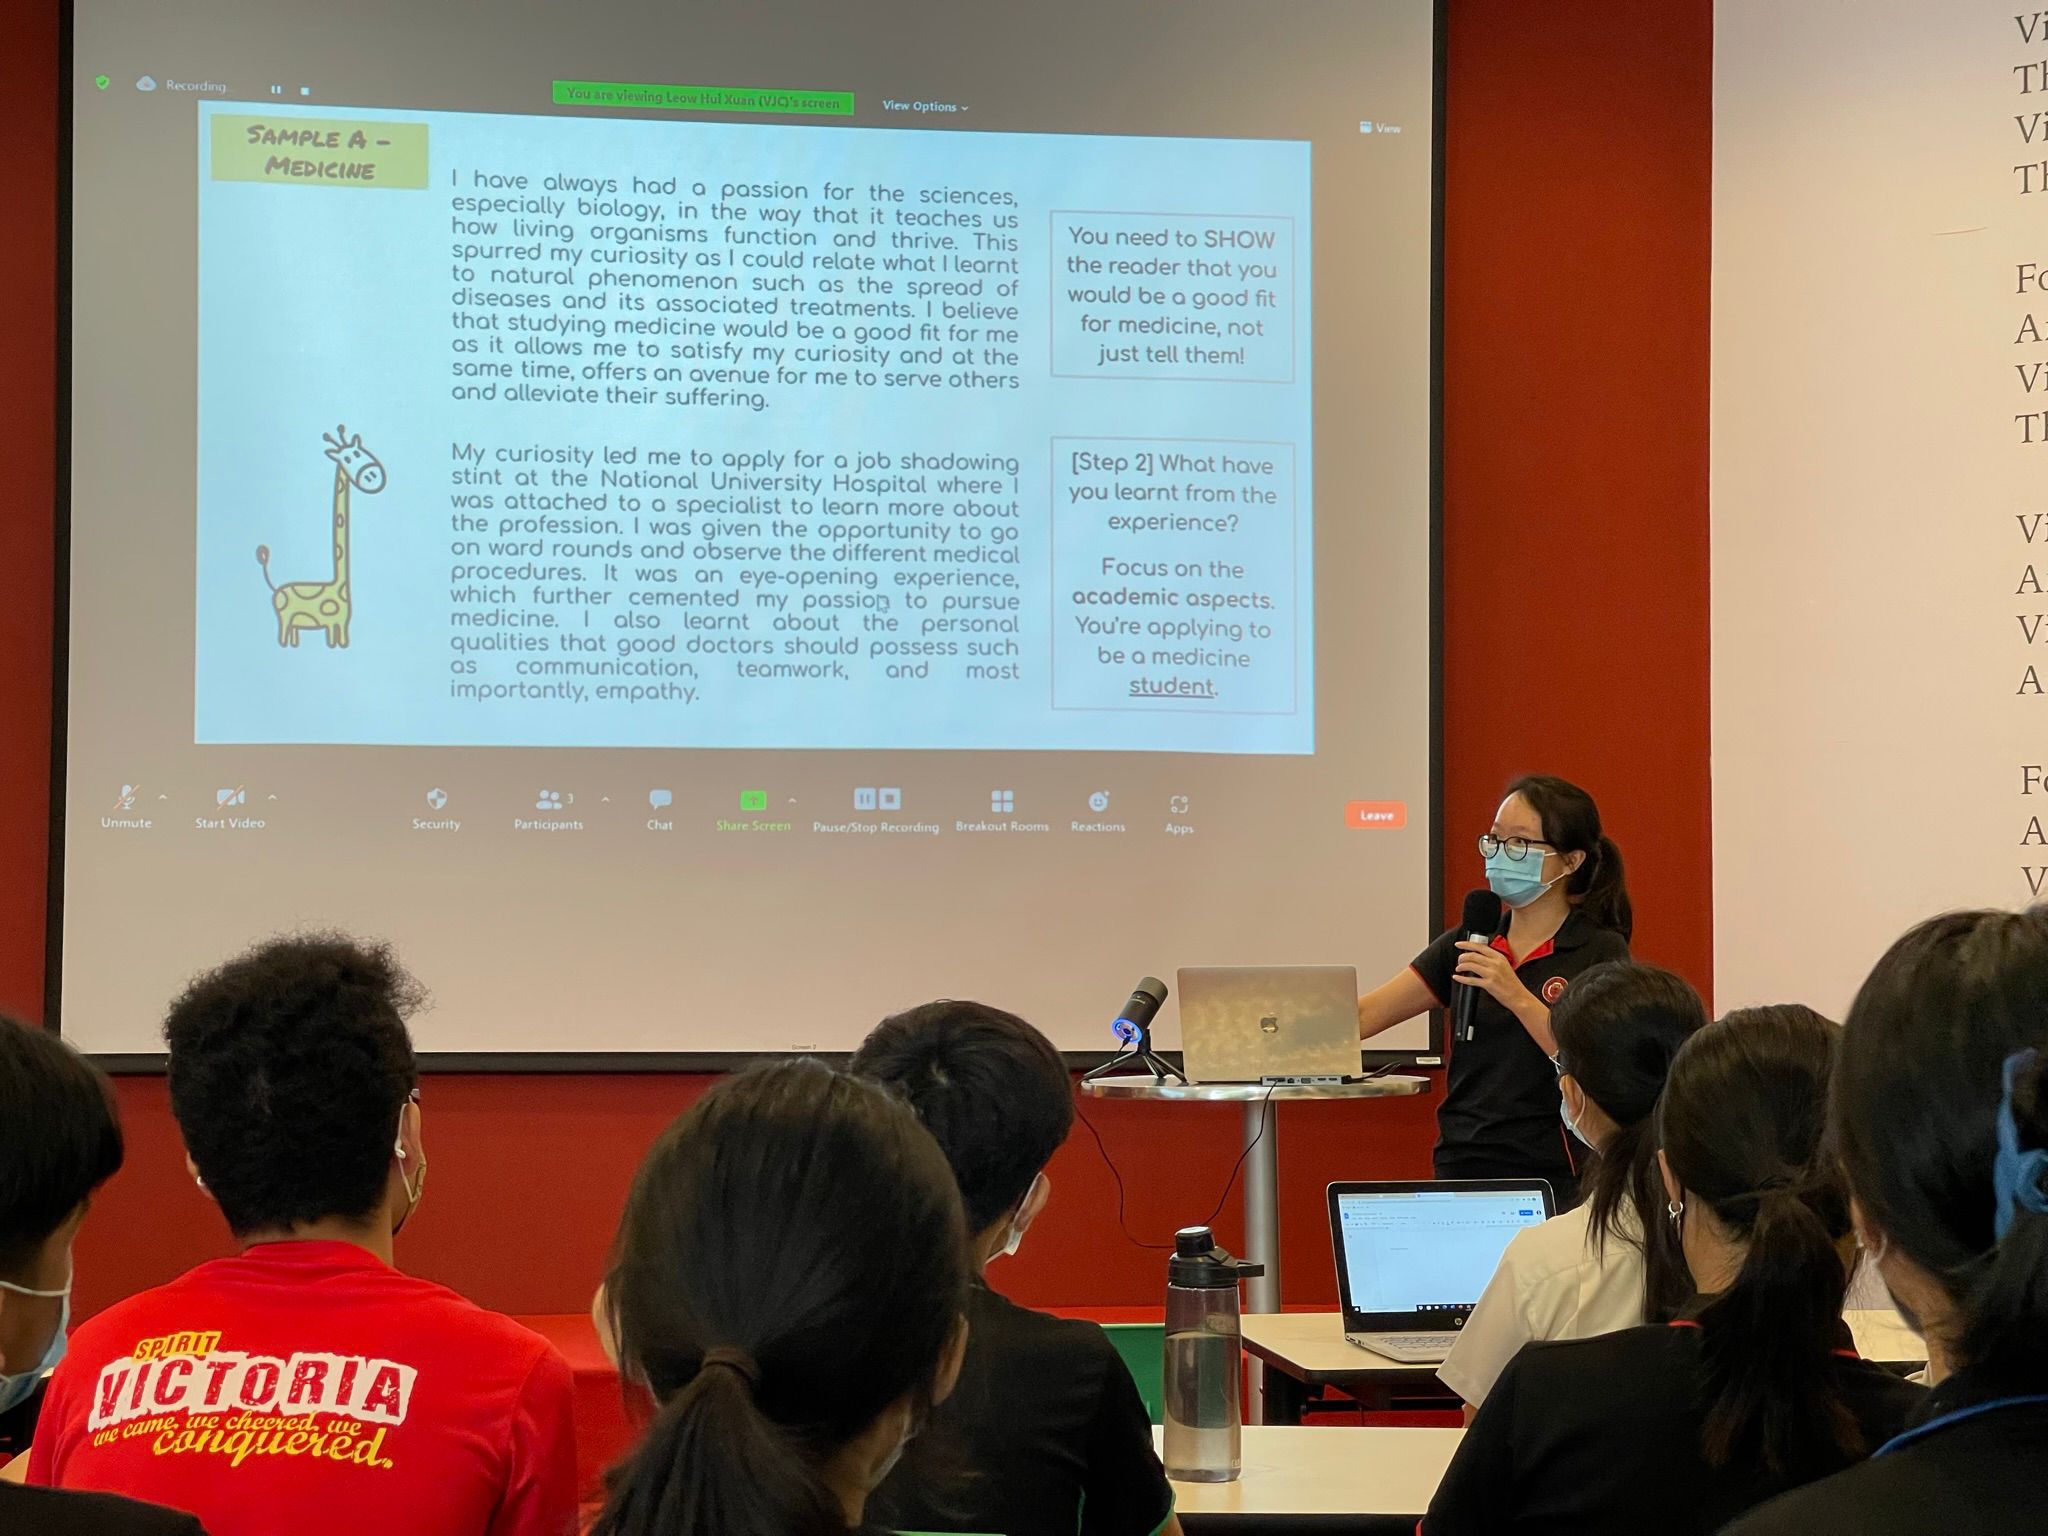 Recording...
You are viewing Leow Hui Xuan (VJC)'s screen
View Options
View
SAMPLE A -
MEDICINE
I have always had a passion for the sciences,
especially biology, in the way that it teaches us
how living organisms function and thrive. This
spurred my curiosity as I could relate what I learnt
to natural phenomenon such as the spread of
diseases and its associated treatments. I believe
that studying medicine would be a good fit for me
as it allows me to satisfy my curiosity and at the
same time, offers an avenue for me to serve others
and alleviate their suffering.
My curiosity led me to apply for a job shadowing
stint at the National University Hospital where I
was attached to a specialist to learn more about
the profession. I was given the opportunity to go
on ward rounds and observe the different medical
procedures. It was an eye-opening experience,
which further cemented my passion to pursue
medicine. I also learnt about the personal
qualities that good doctors should possess such
as communication, teamwork, and most
importantly, empathy.
You need to SHOW
the reader that you
would be a good fit
for medicine, not
just tell them!
[Step 2] What have
you learnt from the
experience?
Focus on the
academic aspects.
You're applying to
be a medicine
student.
Unmute
Start Video
Security
Participants
3
Chat
Share Screen
Pause/Stop Recording
Breakout Rooms
Reactions
Apps
Leave
Screen 2
SPIRIT
VICTORIA
we came, we cheered, we
conquered.